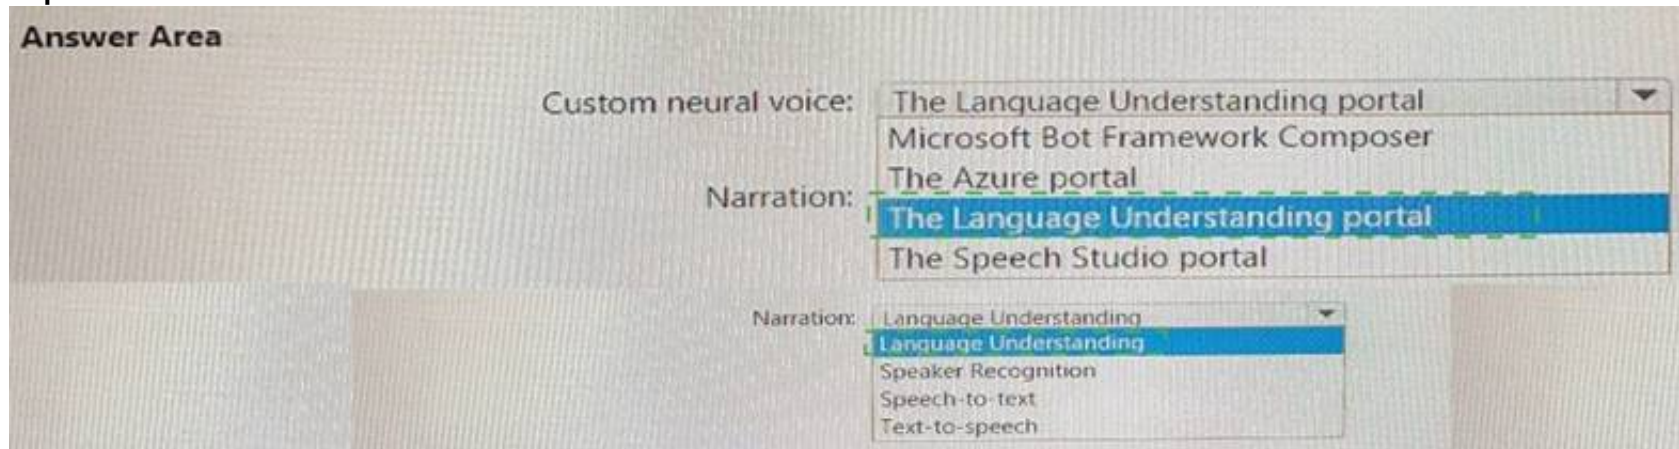 Answer Area
Custom neural voice: The Language Understanding portal
Microsoft Bot Framework Composer
The Azure portal
Narration:
The Language Understanding portal
The Speech Studio portal
Narration: Language Understanding
Language Understanding
Speaker Recognition
Speech-to-text
Text-to-speech